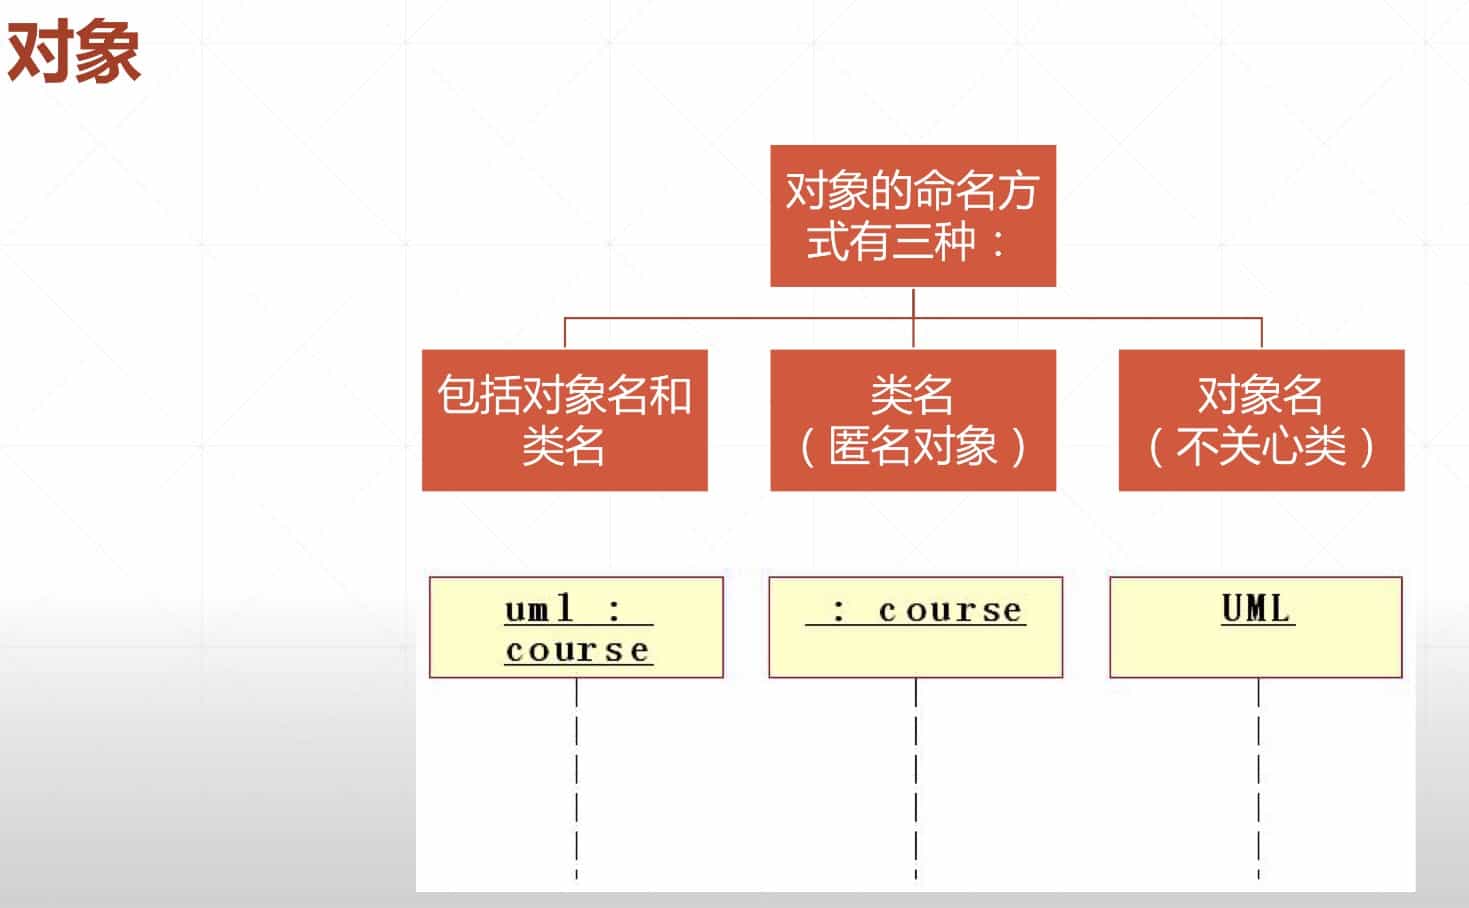 对象
对象的命名方
式有三种：
包括对象名和
类名
类名
（匿名对象）
对象名
（不关心类）
uml :
course
: course
UML